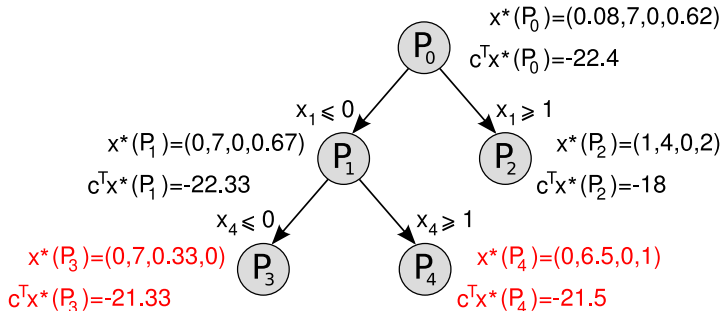 x*(P₀)=(0.08,7,0,0.62)
P₀
cᵀx*(P₀)=-22.4
x₁ ⩽ 0
x₁ ⩾ 1
x*(P₁)=(0,7,0,0.67)
P₁
cᵀx*(P₁)=-22.33
P₂
x*(P₂)=(1,4,0,2)
cᵀx*(P₂)=-18
x₄ ⩽ 0
x₄ ⩾ 1
x*(P₃)=(0,7,0.33,0)
P₃
cᵀx*(P₃)=-21.33
P₄
x*(P₄)=(0,6.5,0,1)
cᵀx*(P₄)=-21.5